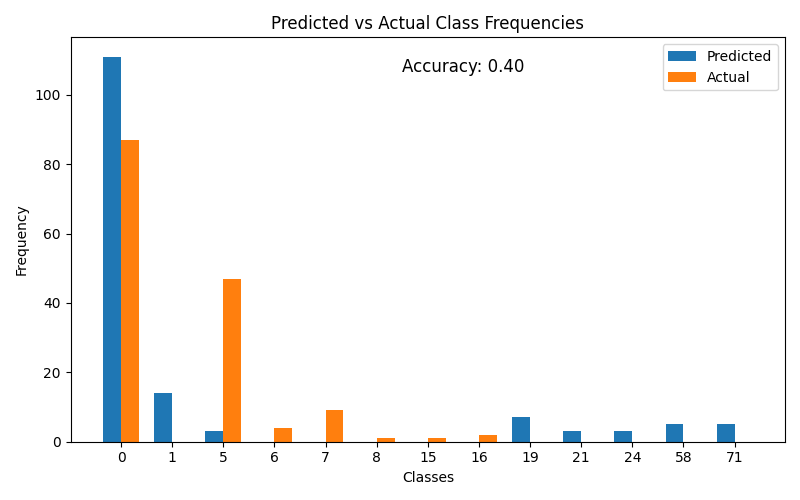 Predicted vs Actual Class Frequencies
Accuracy: 0.40
Predicted
Actual
Frequency
100
80
60
40
20
0
0 1 5 6 7 8 15 16 19 21 24 58 71
Classes